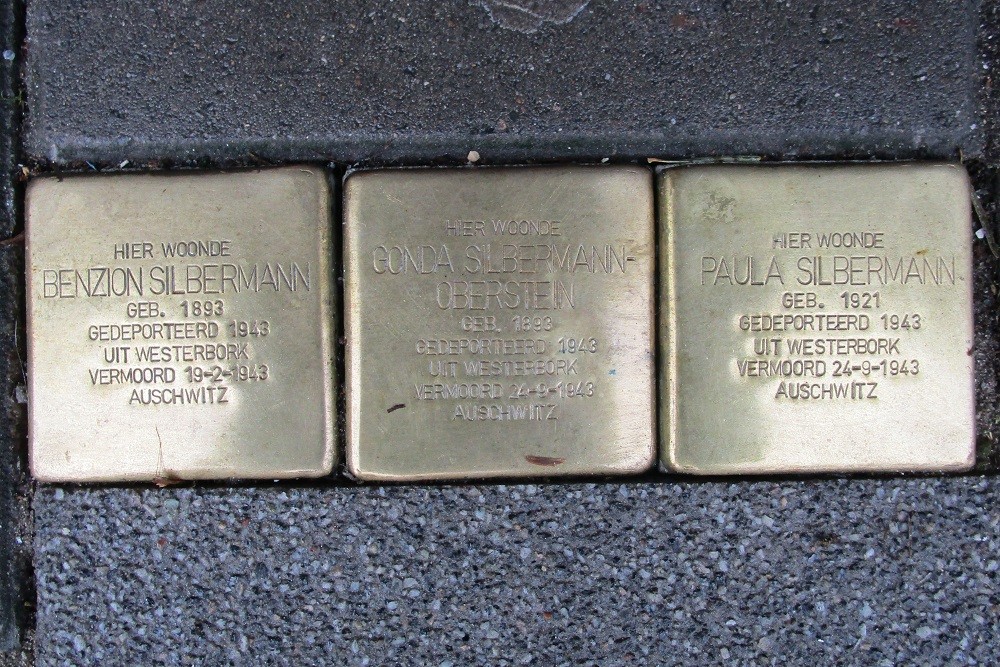 HIER WOONDE
BENZION SILBERMANN
GEB. 1893
GEDEPORTEERD 1943
UIT WESTERBORK
VERMOORD 19-2-1943
AUSCHWITZ
HIER WOONDE
GONDA SILBERMANN-
OBERSTEIN
GEB. 1893
GEDEPORTEERD 1943
UIT WESTERBORK
VERMOORD 24-9-1943
AUSCHWITZ
HIER WOONDE
PAULA SILBERMANN
GEB. 1921
GEDEPORTEERD 1943
UIT WESTERBORK
VERMOORD 24-9-1943
AUSCHWITZ